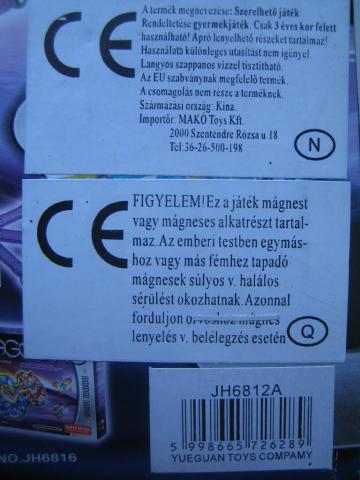 A termék megnevezése: Szerelhető játék
Rendeltetése gyermekjáték. Csak 3 éves kor felett
használható! Apró lenyelhető részeket tartalmaz!
Használata különleges utasítást nem igényel.
Langyos szappanos vízzel tisztítható.
Az EU szabványnak megfelelő termék.
A csomagolás nem része a terméknek.
Származási ország: Kína.
Importőr: MAKÓ Toys Kft.
2000 Szentendre Rózsa u. 18
Tel:36-26-500-198
CE
N
FIGYELEM!Ez a játék mágnest
vagy mágneses alkatrészt tartal-
maz. Az emberi testben egymás-
hoz vagy más fémhez tapadó
mágnesek súlyos v. halálos
sérülést okozhatnak. Azonnal
forduljon orvoshoz mágnes
lenyelés v. belélegzés esetén
CE
Q
NO.JH6816
JH6812A
5 998665 726289
YUEGUAN TOYS COMPAMY